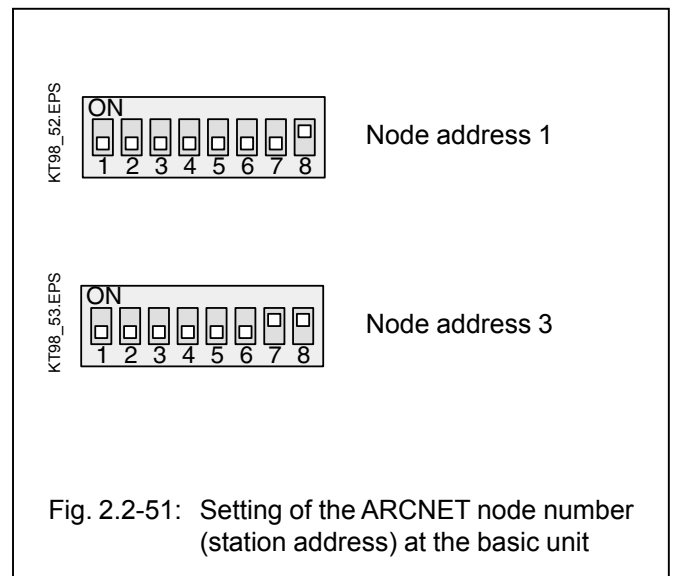 KT98_52.EPS
ON
1 2 3 4 5 6 7 8
Node address 1
KT98_53.EPS
ON
1 2 3 4 5 6 7 8
Node address 3
Fig. 2.2-51: Setting of the ARCNET node number
(station address) at the basic unit